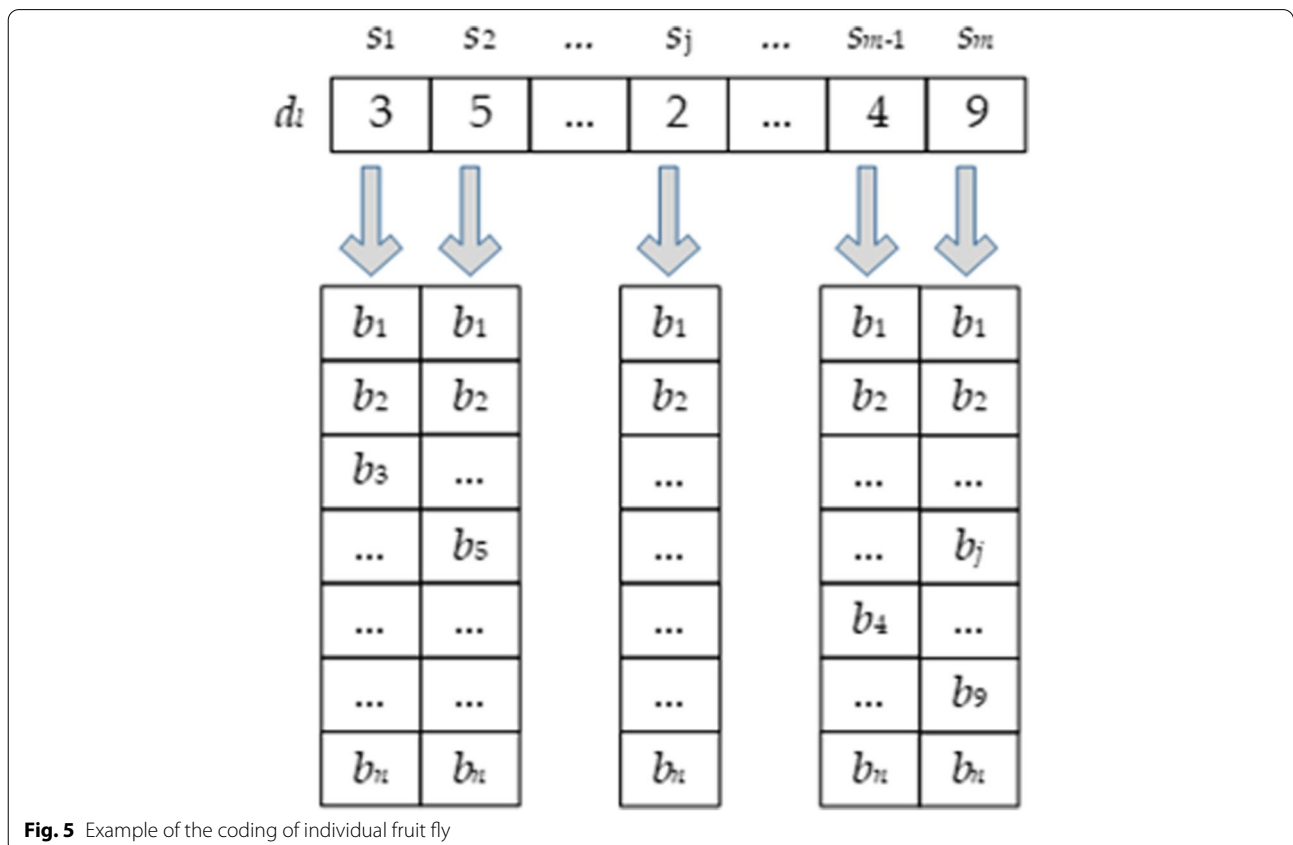 s1 s2 ... sj ... sm-1 sm
dl 3 5 ... 2 ... 4 9
b1 b1 b1 b1 b1
b2 b2 b2 b2 b2
b3 ... ... ... ...
... b5 ... ... bj
... ... ... b4 ...
... ... ... ... b9
bn bn bn bn bn
Fig. 5 Example of the coding of individual fruit fly